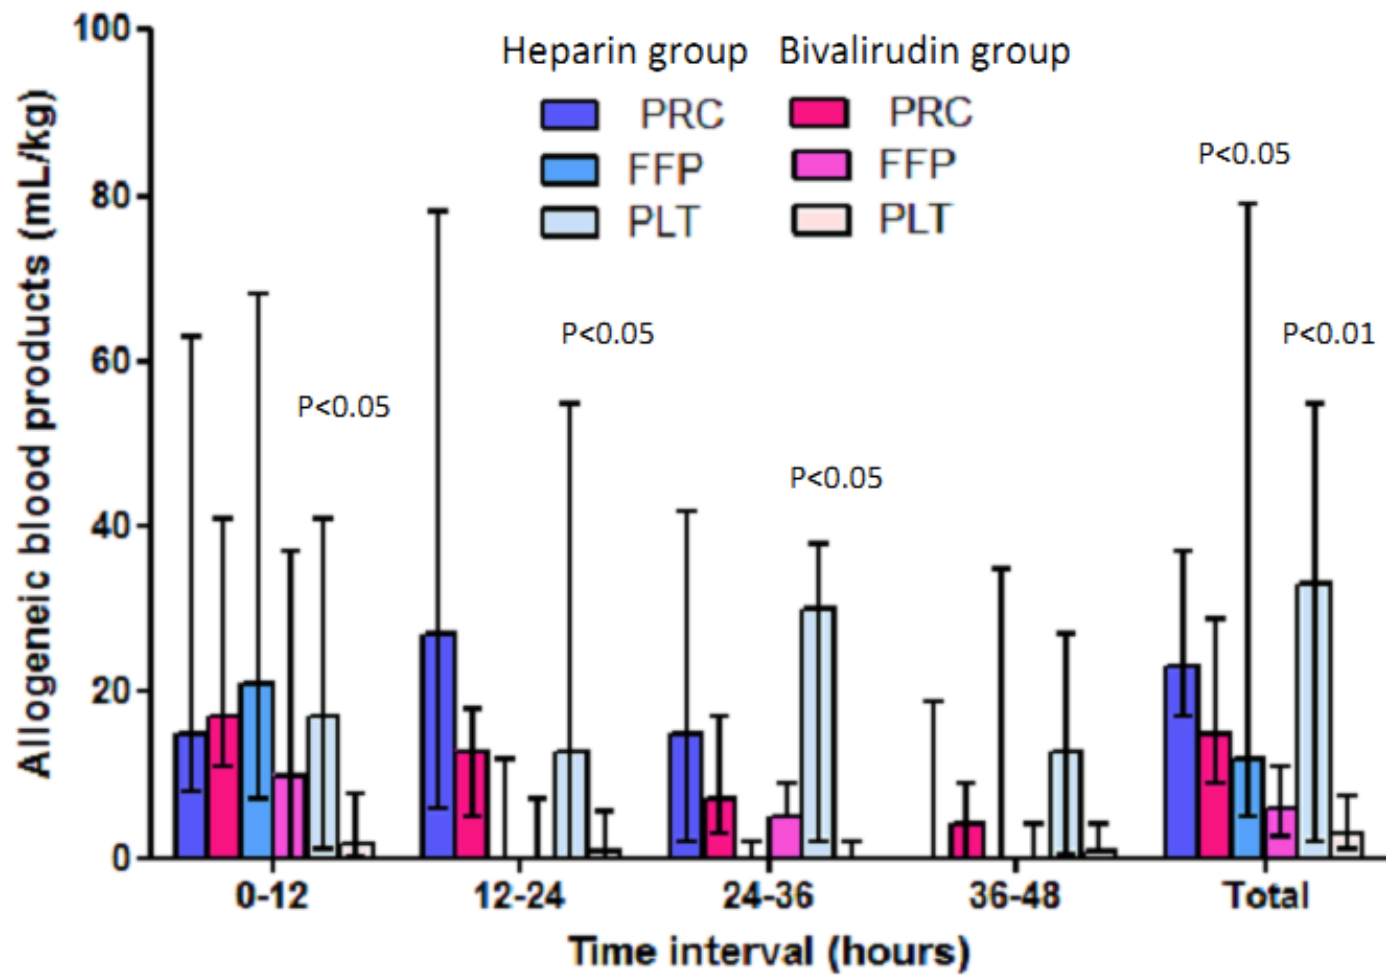 Allogeneic blood products (mL/kg)
100
80
60
40
20
0
Heparin group Bivalirudin group
PRC PRC
FFP FFP
PLT PLT
P<0.05
P<0.05
P<0.05
P<0.05
P<0.01
0-12 12-24 24-36 36-48 Total
Time interval (hours)